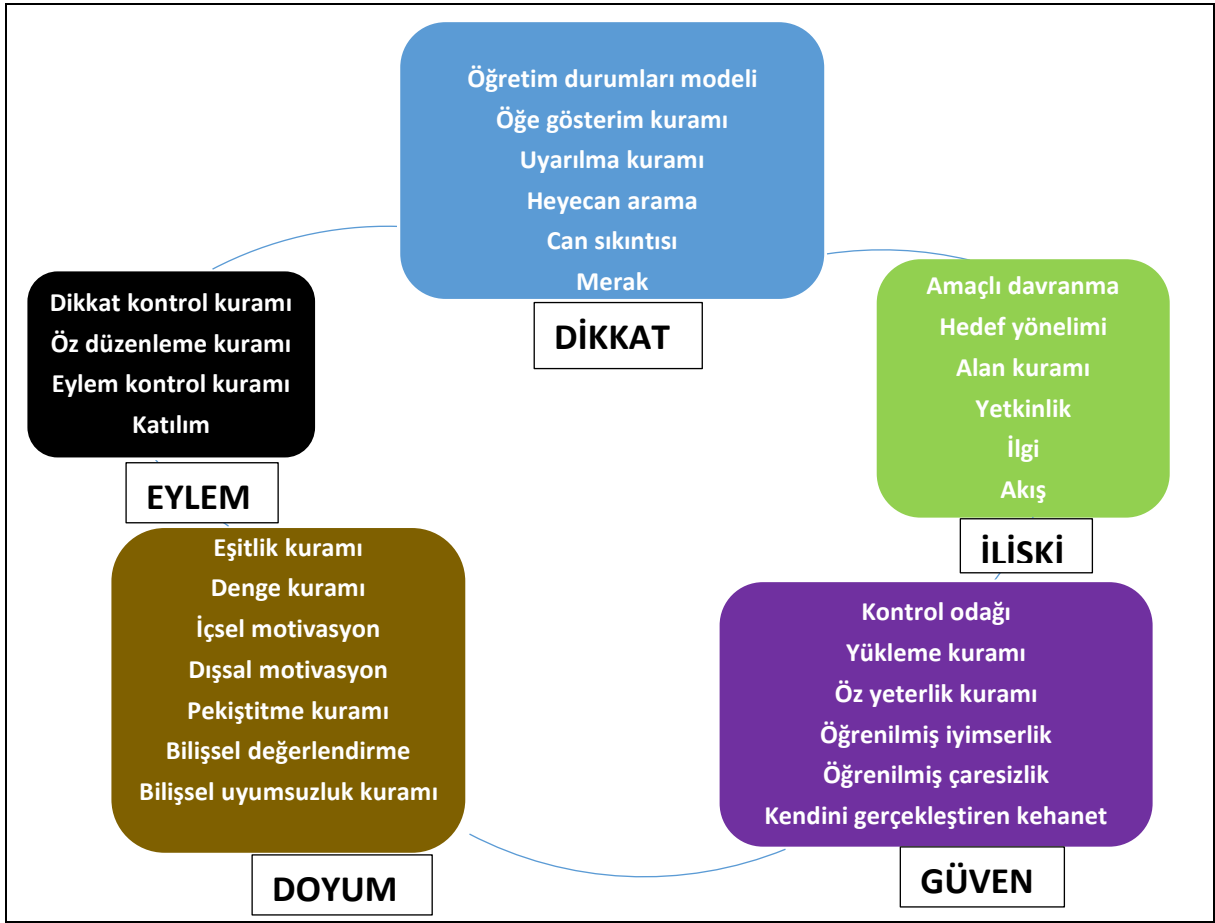 Öğretim durumları modeli
Öğe gösterim kuramı
Uyarılma kuramı
Heyecan arama
Can sıkıntısı
Merak
DİKKAT
Amaçlı davranma
Hedef yönelimi
Alan kuramı
Yetkinlik
İlgi
Akış
İLİSKİ
Kontrol odağı
Yükleme kuramı
Öz yeterlik kuramı
Öğrenilmiş iyimserlik
Öğrenilmiş çaresizlik
Kendini gerçekleştiren kehanet
GÜVEN
Eşitlik kuramı
Denge kuramı
İçsel motivasyon
Dışsal motivasyon
Pekiştitme kuramı
Bilişsel değerlendirme
Bilişsel uyumsuzluk kuramı
DOYUM
Dikkat kontrol kuramı
Öz düzenleme kuramı
Eylem kontrol kuramı
Katılım
EYLEM